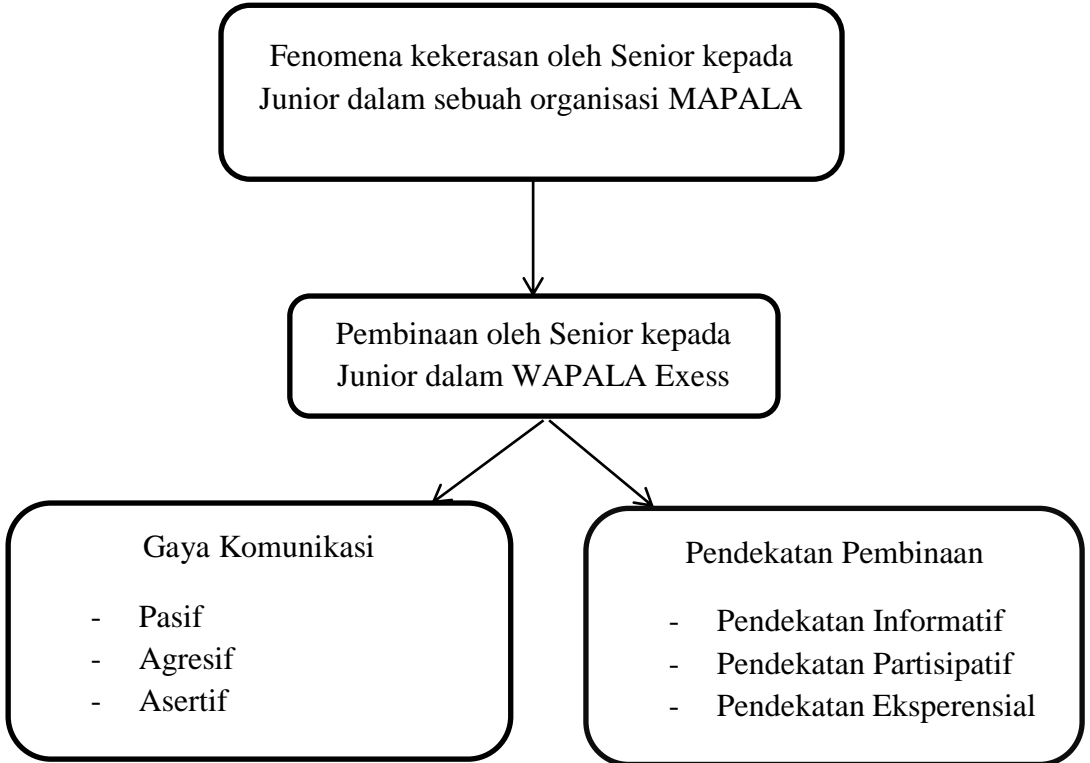 Fenomena kekerasan oleh Senior kepada
Junior dalam sebuah organisasi MAPALA
Pembinaan oleh Senior kepada
Junior dalam WAPALA Exess
Gaya Komunikasi
- Pasif
- Agresif
- Asertif
Pendekatan Pembinaan
- Pendekatan Informatif
- Pendekatan Partisipatif
- Pendekatan Eksperensial